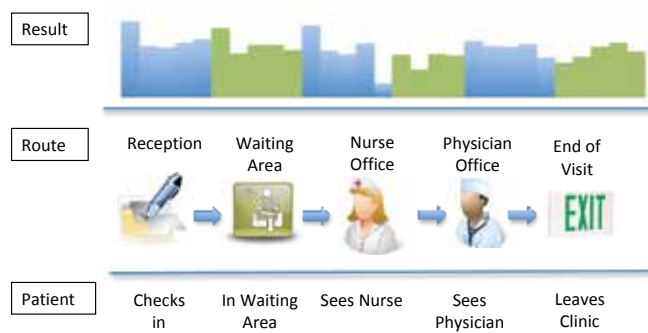 Result
Route
Reception
Waiting
Area
Nurse
Office
Physician
Office
End of
Visit
EXIT
Patient
Checks
in
In Waiting
Area
Sees Nurse
Sees
Physician
Leaves
Clinic